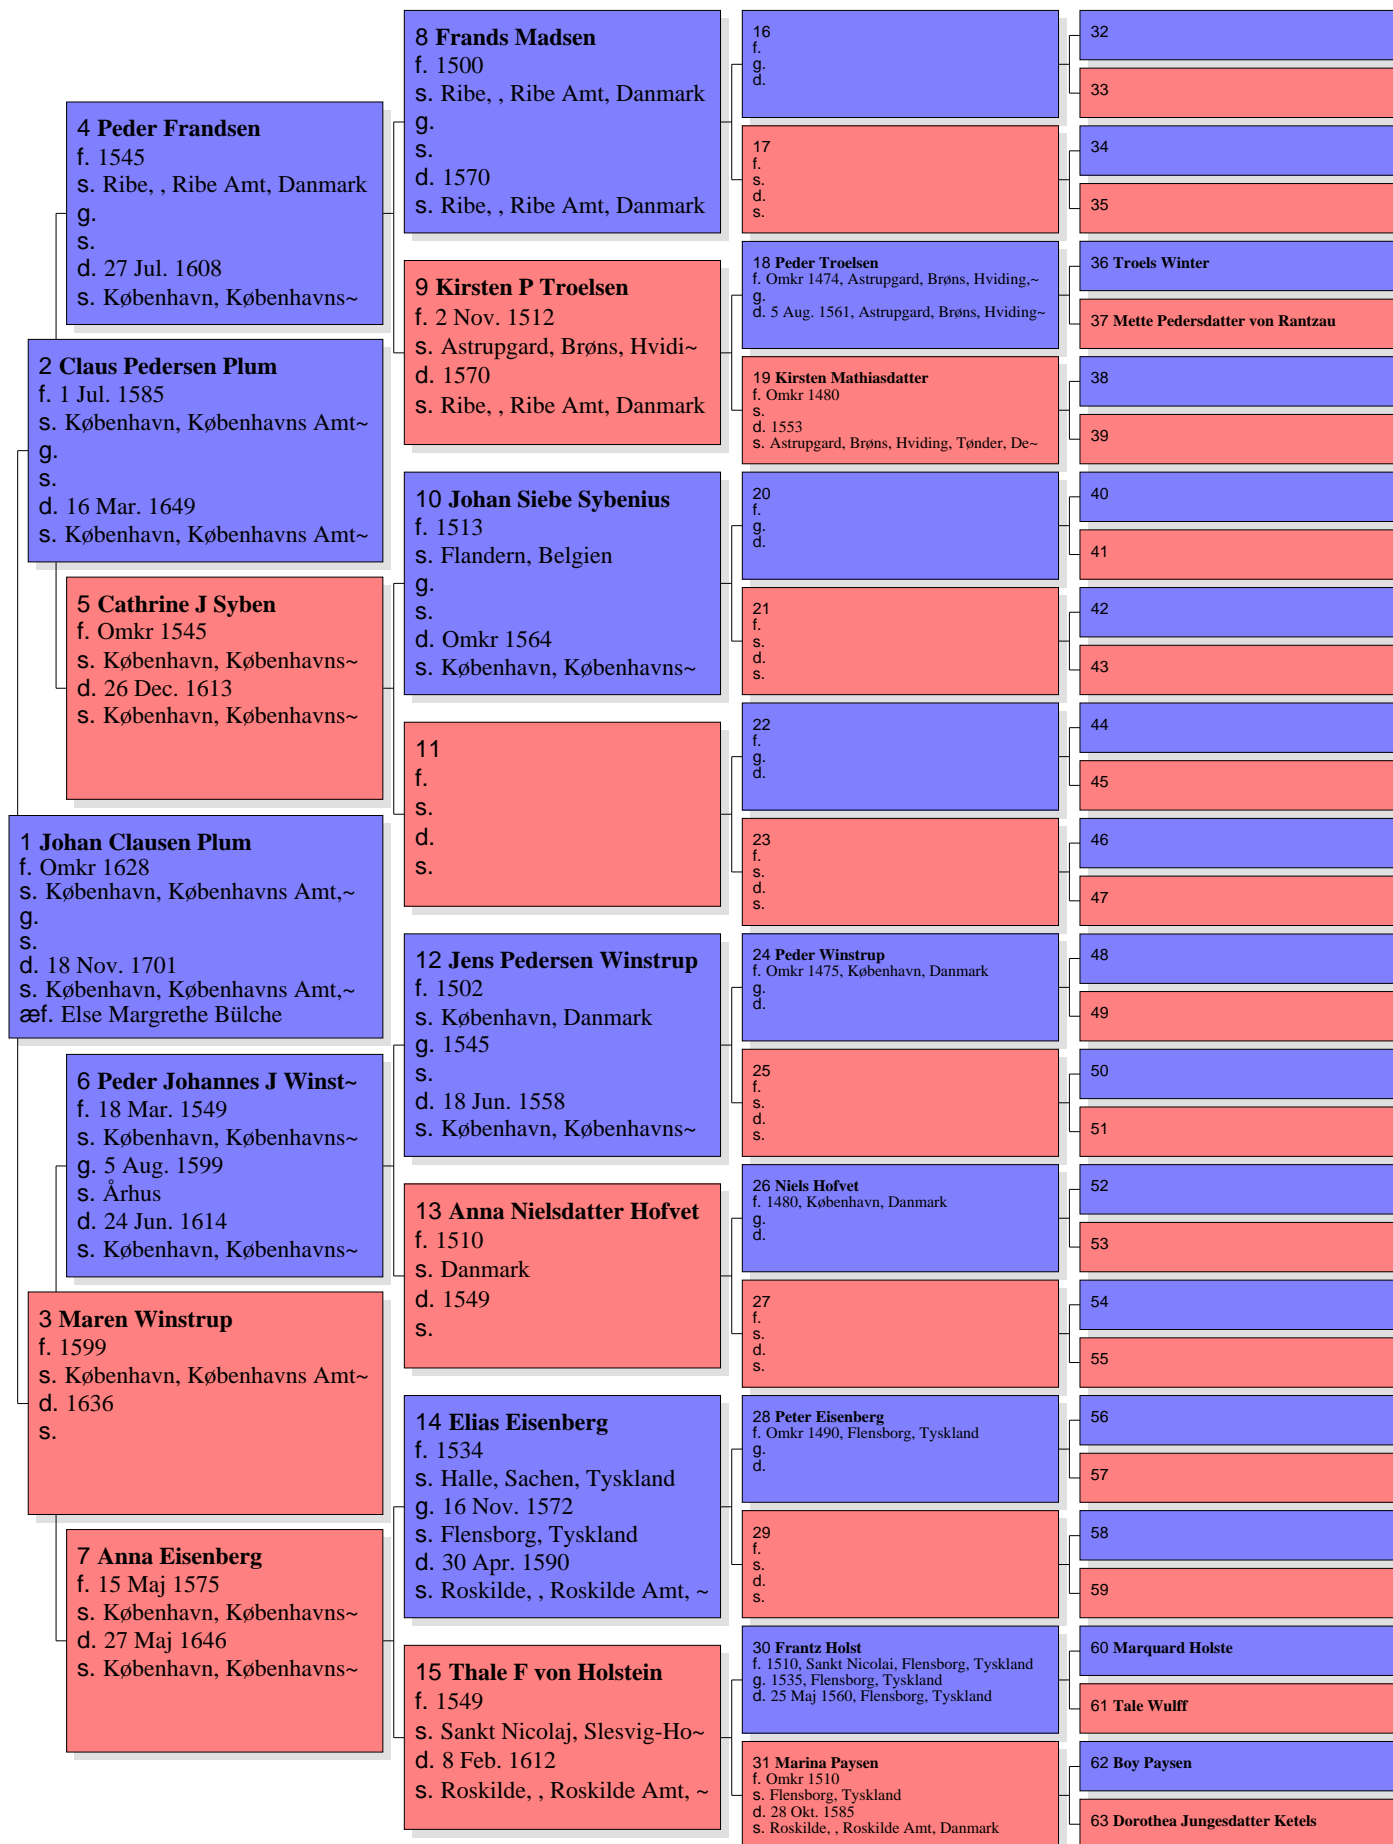 1 Johan Clausen Plum
f. Omkr 1628
s. København, Københavns Amt,~
g.
s.
d. 18 Nov. 1701
s. København, Københavns Amt,~
æf. Else Margrethe Bülche
2 Claus Pedersen Plum
f. 1 Jul. 1585
s. København, Københavns Amt~
g.
s.
d. 16 Mar. 1649
s. København, Københavns Amt~
3 Maren Winstrup
f. 1599
s. København, Københavns Amt~
d. 1636
s.
4 Peder Frandsen
f. 1545
s. Ribe, , Ribe Amt, Danmark
g.
s.
d. 27 Jul. 1608
s. København, Københavns~
5 Cathrine J Syben
f. Omkr 1545
s. København, Københavns~
d. 26 Dec. 1613
s. København, Københavns~
6 Peder Johannes J Winst~
f. 18 Mar. 1549
s. København, Københavns~
g. 5 Aug. 1599
s. Århus
d. 24 Jun. 1614
s. København, Københavns~
7 Anna Eisenberg
f. 15 Maj 1575
s. København, Københavns~
d. 27 Maj 1646
s. København, Københavns~
8 Frands Madsen
f. 1500
s. Ribe, , Ribe Amt, Danmark
g.
s.
d. 1570
s. Ribe, , Ribe Amt, Danmark
9 Kirsten P Troelsen
f. 2 Nov. 1512
s. Astrupgard, Brøns, Hvidi~
d. 1570
s. Ribe, , Ribe Amt, Danmark
10 Johan Siebe Sybenius
f. 1513
s. Flandern, Belgien
g.
s.
d. Omkr 1564
s. København, Københavns~
11
f.
s.
d.
s.
12 Jens Pedersen Winstrup
f. 1502
s. København, Danmark
g. 1545
s.
d. 18 Jun. 1558
s. København, Københavns~
13 Anna Nielsdatter Hofvet
f. 1510
s. Danmark
d. 1549
s.
14 Elias Eisenberg
f. 1534
s. Halle, Sachen, Tyskland
g. 16 Nov. 1572
s. Flensborg, Tyskland
d. 30 Apr. 1590
s. Roskilde, , Roskilde Amt, ~
15 Thale F von Holstein
f. 1549
s. Sankt Nicolaj, Slesvig-Ho~
d. 8 Feb. 1612
s. Roskilde, , Roskilde Amt, ~
16
f.
g.
d.
17
f.
s.
d.
s.
18 Peder Troelsen
f. Omkr 1474, Astrupgard, Brøns, Hviding,~
g.
d. 5 Aug. 1561, Astrupgard, Brøns, Hviding~
19 Kirsten Mathiasdatter
f. Omkr 1480
s.
d. 1553
s. Astrupgard, Brøns, Hviding, Tønder, De~
20
f.
g.
d.
21
f.
s.
d.
s.
22
f.
g.
d.
23
f.
s.
d.
s.
24 Peder Winstrup
f. Omkr 1475, København, Danmark
g.
d.
25
f.
s.
d.
s.
26 Niels Hofvet
f. 1480, København, Danmark
g.
d.
27
f.
s.
d.
s.
28 Peter Eisenberg
f. Omkr 1490, Flensborg, Tyskland
g.
d.
29
f.
s.
d.
s.
30 Frantz Holst
f. 1510, Sankt Nicolai, Flensborg, Tyskland
g. 1535, Flensborg, Tyskland
d. 25 Maj 1560, Flensborg, Tyskland
31 Marina Paysen
f. Omkr 1510
s. Flensborg, Tyskland
d. 28 Okt. 1585
s. Roskilde, , Roskilde Amt, Danmark
32
33
34
35
36 Troels Winter
37 Mette Pedersdatter von Rantzau
38
39
40
41
42
43
44
45
46
47
48
49
50
51
52
53
54
55
56
57
58
59
60 Marquard Holste
61 Tale Wulff
62 Boy Paysen
63 Dorothea Jungesdatter Ketels